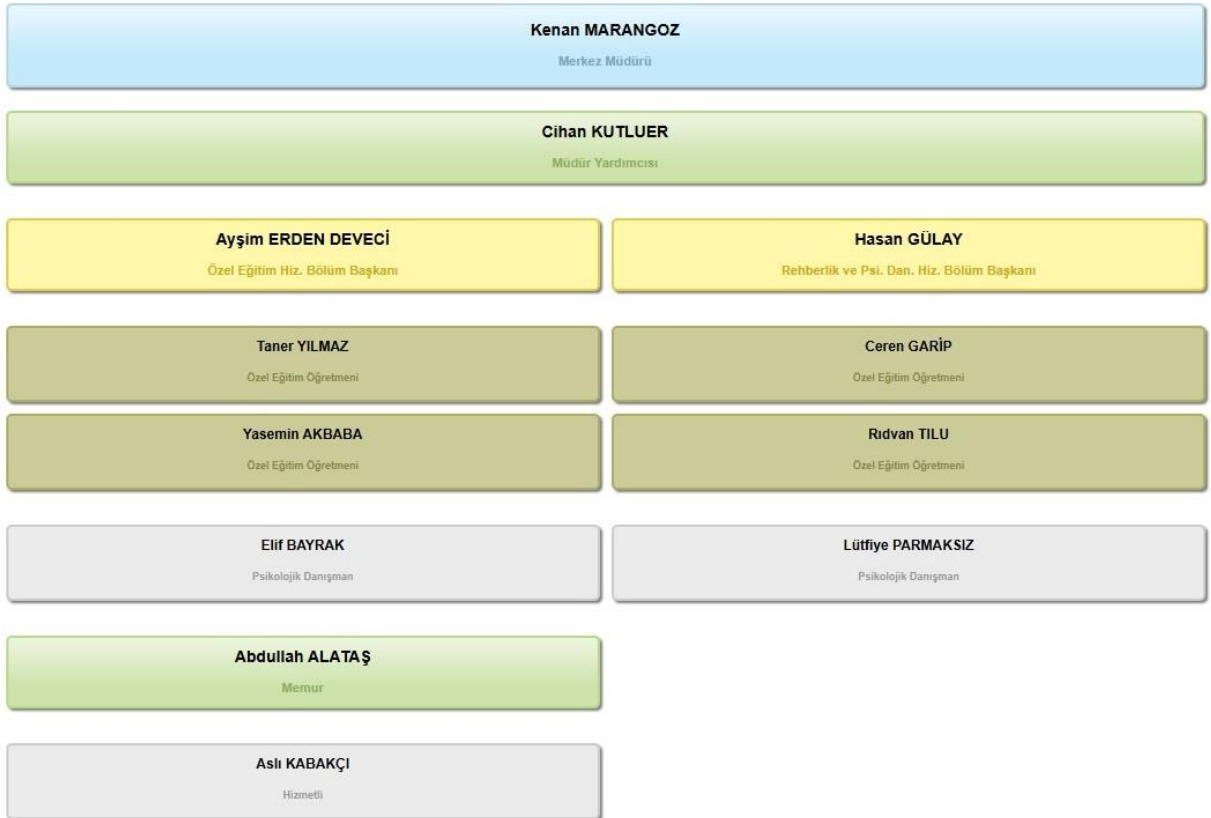 Kenan MARANGOZ
Merkez Müdürü
Cihan KUTLUER
Müdür Yardımcısı
Ayşim ERDEN DEVECİ
Özel Eğitim Hiz. Bölüm Başkanı
Hasan GÜLAY
Rehberlik ve Psi. Dan. Hiz. Bölüm Başkanı
Taner YILMAZ
Özel Eğitim Öğretmeni
Ceren GARİP
Özel Eğitim Öğretmeni
Yasemin AKBABA
Özel Eğitim Öğretmeni
Rıdvan TILU
Özel Eğitim Öğretmeni
Elif BAYRAK
Psikolojik Danışman
Lütfiye PARMAKSIZ
Psikolojik Danışman
Abdullah ALATAŞ
Memur
Aslı KABAKÇI
Hizmetli